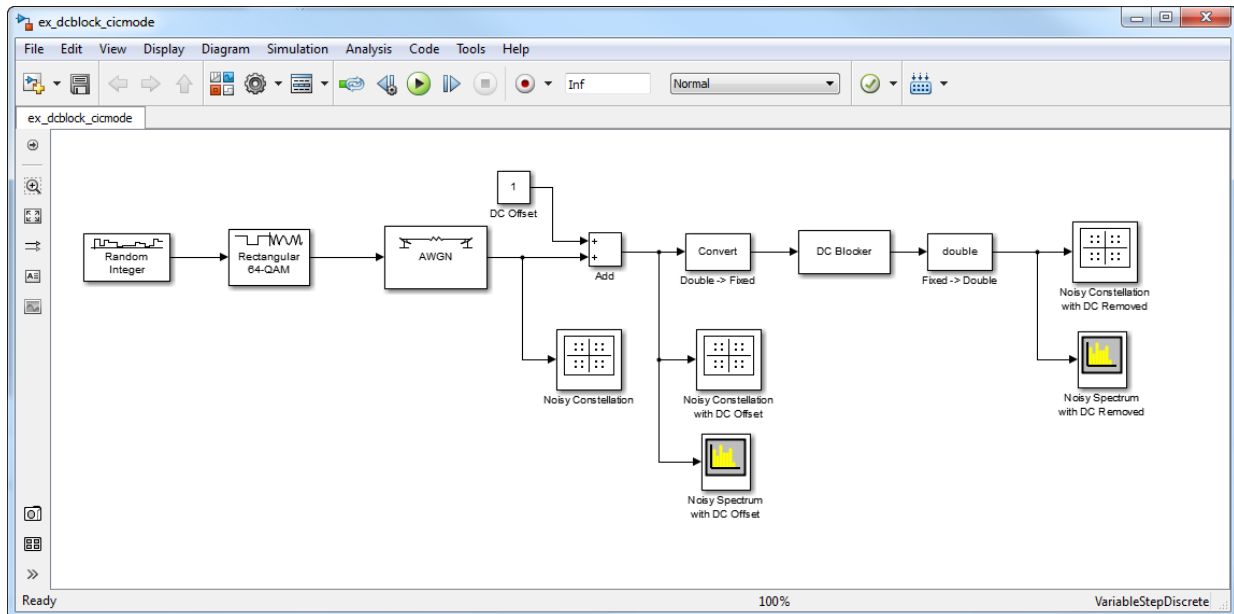 ex_dcblock_cicmode
File Edit View Display Diagram Simulation Analysis Code Tools Help
Inf Normal
ex_dcblock_cicmode
1
DC Offset
Random
Integer
Rectangular
64-QAM
AWGN
+
+
Add
Convert
Double -> Fixed
DC Blocker
double
Fixed -> Double
Noisy Constellation
with DC Removed
Noisy Constellation
Noisy Constellation
with DC Offset
Noisy Spectrum
with DC Removed
Noisy Spectrum
with DC Offset
Ready 100% VariableStepDiscrete